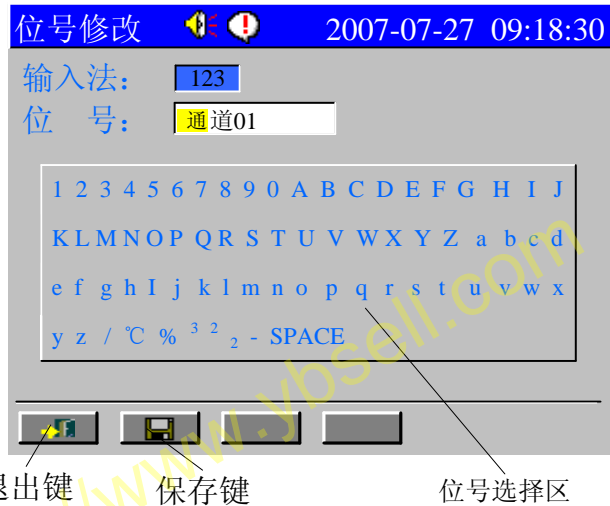 位号修改 2007-07-27 09:18:30
输入法： 123
位 号： 通道01
1 2 3 4 5 6 7 8 9 0 A B C D E F G H I J
K L M N O P Q R S T U V W X Y Z a b c d
e f g h I j k l m n o p q r s t u v w x
y z / ℃ % ³ ² ₂ - SPACE
退出键 保存键 位号选择区
//www.ybsell.com